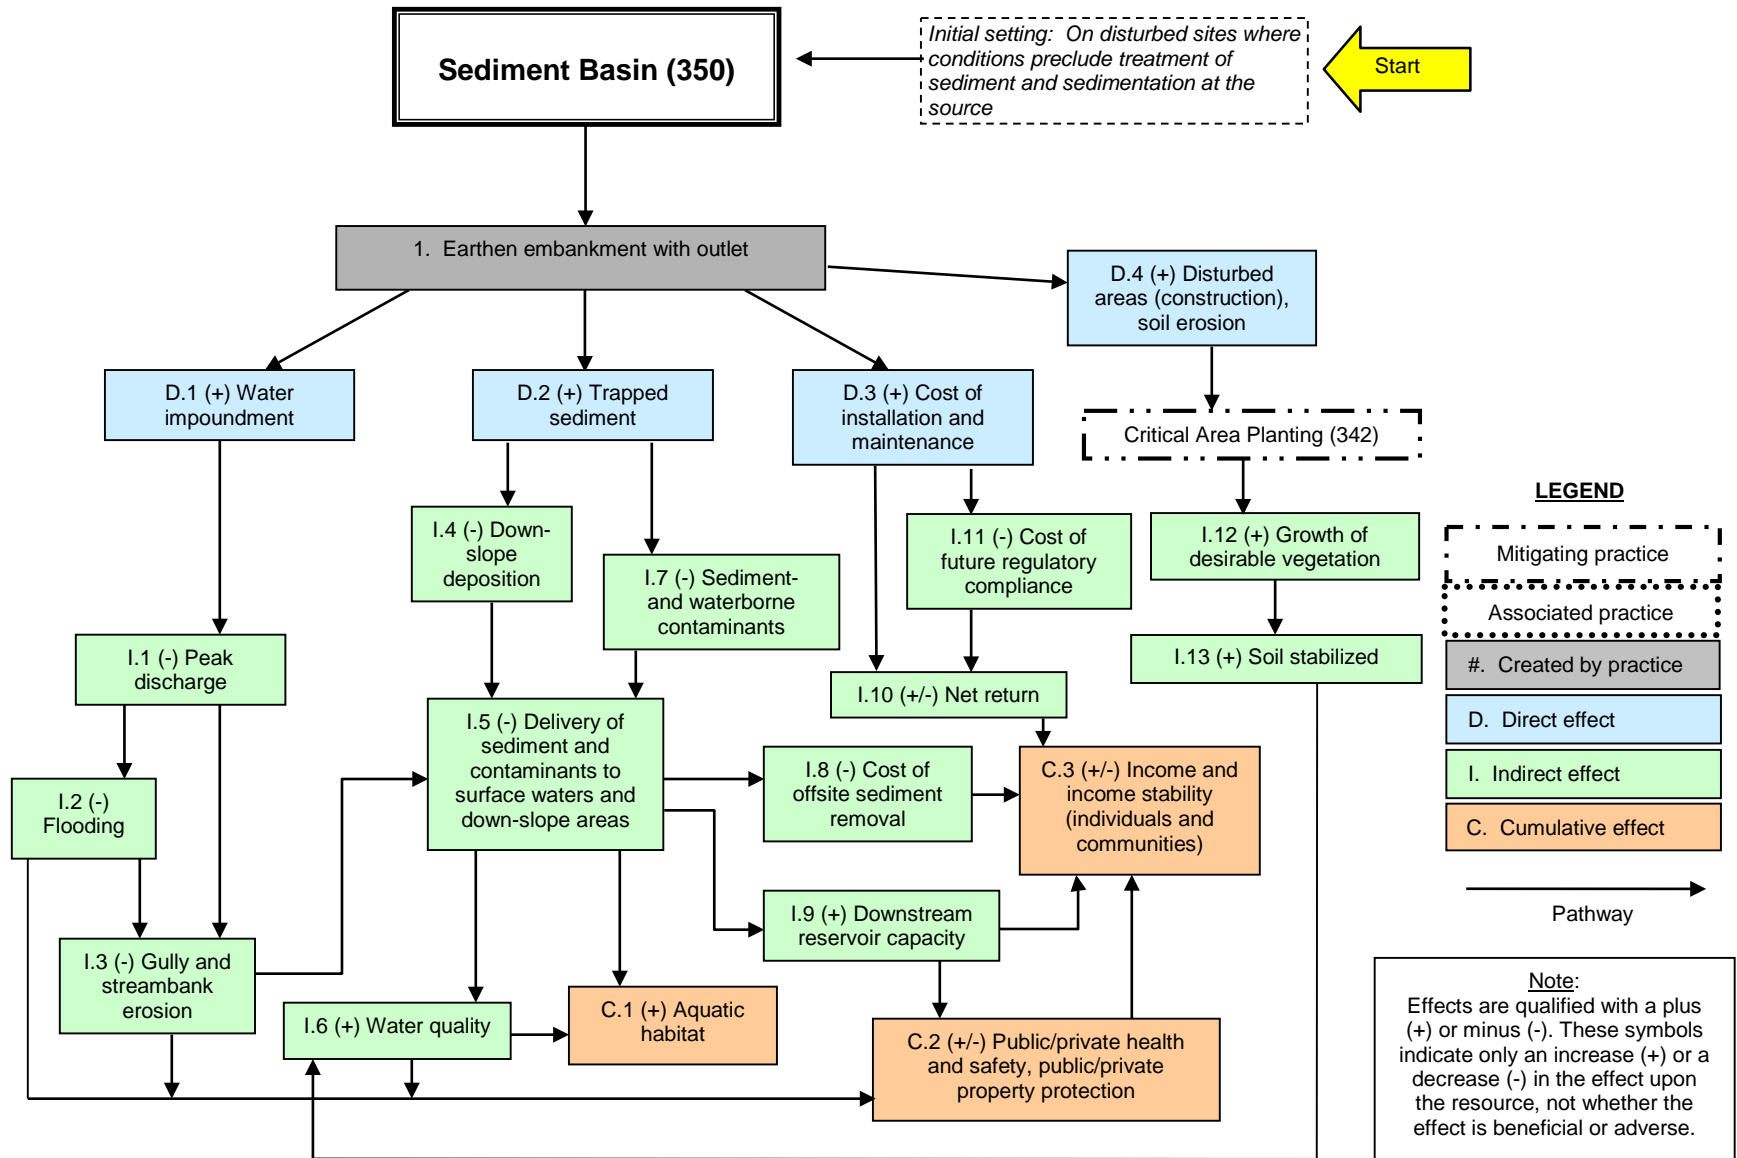 Sediment Basin (350)
Initial setting:  On disturbed sites where
conditions preclude treatment of
sediment and sedimentation at the
source
Start
1.  Earthen embankment with outlet
D.4 (+) Disturbed
areas (construction),
soil erosion
D.1 (+) Water
impoundment
D.2 (+) Trapped
sediment
D.3 (+) Cost of
installation and
maintenance
Critical Area Planting (342)
I.4 (-) Down-
slope
deposition
I.7 (-) Sediment-
and waterborne
contaminants
I.11 (-) Cost of
future regulatory
compliance
I.12 (+) Growth of
desirable vegetation
I.1 (-) Peak
discharge
I.13 (+) Soil stabilized
I.10 (+/-) Net return
I.5 (-) Delivery of
sediment and
contaminants to
surface waters and
down-slope areas
I.8 (-) Cost of
offsite sediment
removal
C.3 (+/-) Income and
income stability
(individuals and
communities)
I.2 (-)
Flooding
I.9 (+) Downstream
reservoir capacity
I.3 (-) Gully and
streambank
erosion
I.6 (+) Water quality
C.1 (+) Aquatic
habitat
C.2 (+/-) Public/private health
and safety, public/private
property protection
LEGEND
Mitigating practice
Associated practice
#.  Created by practice
D.  Direct effect
I.  Indirect effect
C.  Cumulative effect
Pathway
Note:
Effects are qualified with a plus
(+) or minus (-). These symbols
indicate only an increase (+) or a
decrease (-) in the effect upon
the resource, not whether the
effect is beneficial or adverse.